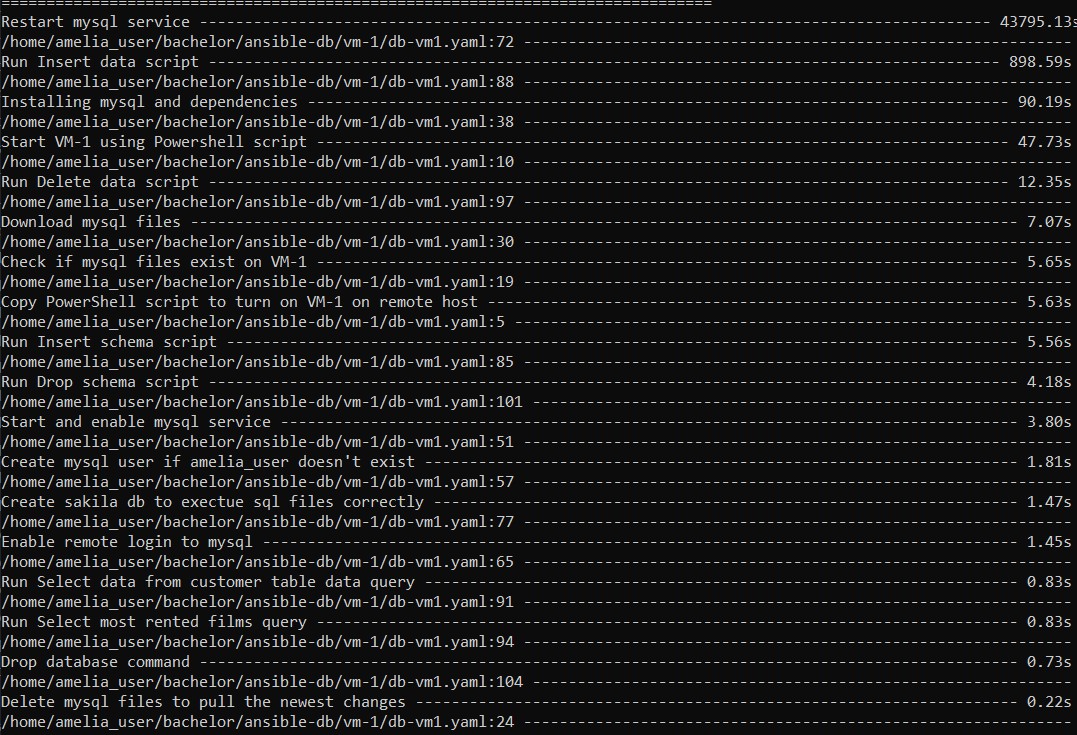 ===============================================================================
Restart mysql service ---------------------------------------------------------------------------------------- 43795.13s
/home/amelia_user/bachelor/ansible-db/vm-1/db-vm1.yaml:72 -------------------------------------------------------------
Run Insert data script ---------------------------------------------------------------------------------------- 898.59s
/home/amelia_user/bachelor/ansible-db/vm-1/db-vm1.yaml:88 -------------------------------------------------------------
Installing mysql and dependencies ------------------------------------------------------------------------------ 90.19s
/home/amelia_user/bachelor/ansible-db/vm-1/db-vm1.yaml:38 -------------------------------------------------------------
Start VM-1 using Powershell script ----------------------------------------------------------------------------- 47.73s
/home/amelia_user/bachelor/ansible-db/vm-1/db-vm1.yaml:10 -------------------------------------------------------------
Run Delete data script ----------------------------------------------------------------------------------------- 12.35s
/home/amelia_user/bachelor/ansible-db/vm-1/db-vm1.yaml:97 -------------------------------------------------------------
Download mysql files -------------------------------------------------------------------------------------------- 7.07s
/home/amelia_user/bachelor/ansible-db/vm-1/db-vm1.yaml:30 -------------------------------------------------------------
Check if mysql files exist on VM-1 ------------------------------------------------------------------------------ 5.65s
/home/amelia_user/bachelor/ansible-db/vm-1/db-vm1.yaml:19 -------------------------------------------------------------
Copy PowerShell script to turn on VM-1 on remote host ----------------------------------------------------------- 5.63s
/home/amelia_user/bachelor/ansible-db/vm-1/db-vm1.yaml:5 --------------------------------------------------------------
Run Insert schema script ---------------------------------------------------------------------------------------- 5.56s
/home/amelia_user/bachelor/ansible-db/vm-1/db-vm1.yaml:85 -------------------------------------------------------------
Run Drop schema script ------------------------------------------------------------------------------------------ 4.18s
/home/amelia_user/bachelor/ansible-db/vm-1/db-vm1.yaml:101 ------------------------------------------------------------
Start and enable mysql service ---------------------------------------------------------------------------------- 3.80s
/home/amelia_user/bachelor/ansible-db/vm-1/db-vm1.yaml:51 -------------------------------------------------------------
Create mysql user if amelia_user doesn't exist ------------------------------------------------------------------ 1.81s
/home/amelia_user/bachelor/ansible-db/vm-1/db-vm1.yaml:57 -------------------------------------------------------------
Create sakila db to exectue sql files correctly ----------------------------------------------------------------- 1.47s
/home/amelia_user/bachelor/ansible-db/vm-1/db-vm1.yaml:77 -------------------------------------------------------------
Enable remote login to mysql ------------------------------------------------------------------------------------ 1.45s
/home/amelia_user/bachelor/ansible-db/vm-1/db-vm1.yaml:65 -------------------------------------------------------------
Run Select data from customer table data query ------------------------------------------------------------------ 0.83s
/home/amelia_user/bachelor/ansible-db/vm-1/db-vm1.yaml:91 -------------------------------------------------------------
Run Select most rented films query ------------------------------------------------------------------------------ 0.83s
/home/amelia_user/bachelor/ansible-db/vm-1/db-vm1.yaml:94 -------------------------------------------------------------
Drop database command ------------------------------------------------------------------------------------------- 0.73s
/home/amelia_user/bachelor/ansible-db/vm-1/db-vm1.yaml:104 ------------------------------------------------------------
Delete mysql files to pull the newest changes ------------------------------------------------------------------- 0.22s
/home/amelia_user/bachelor/ansible-db/vm-1/db-vm1.yaml:24 -------------------------------------------------------------